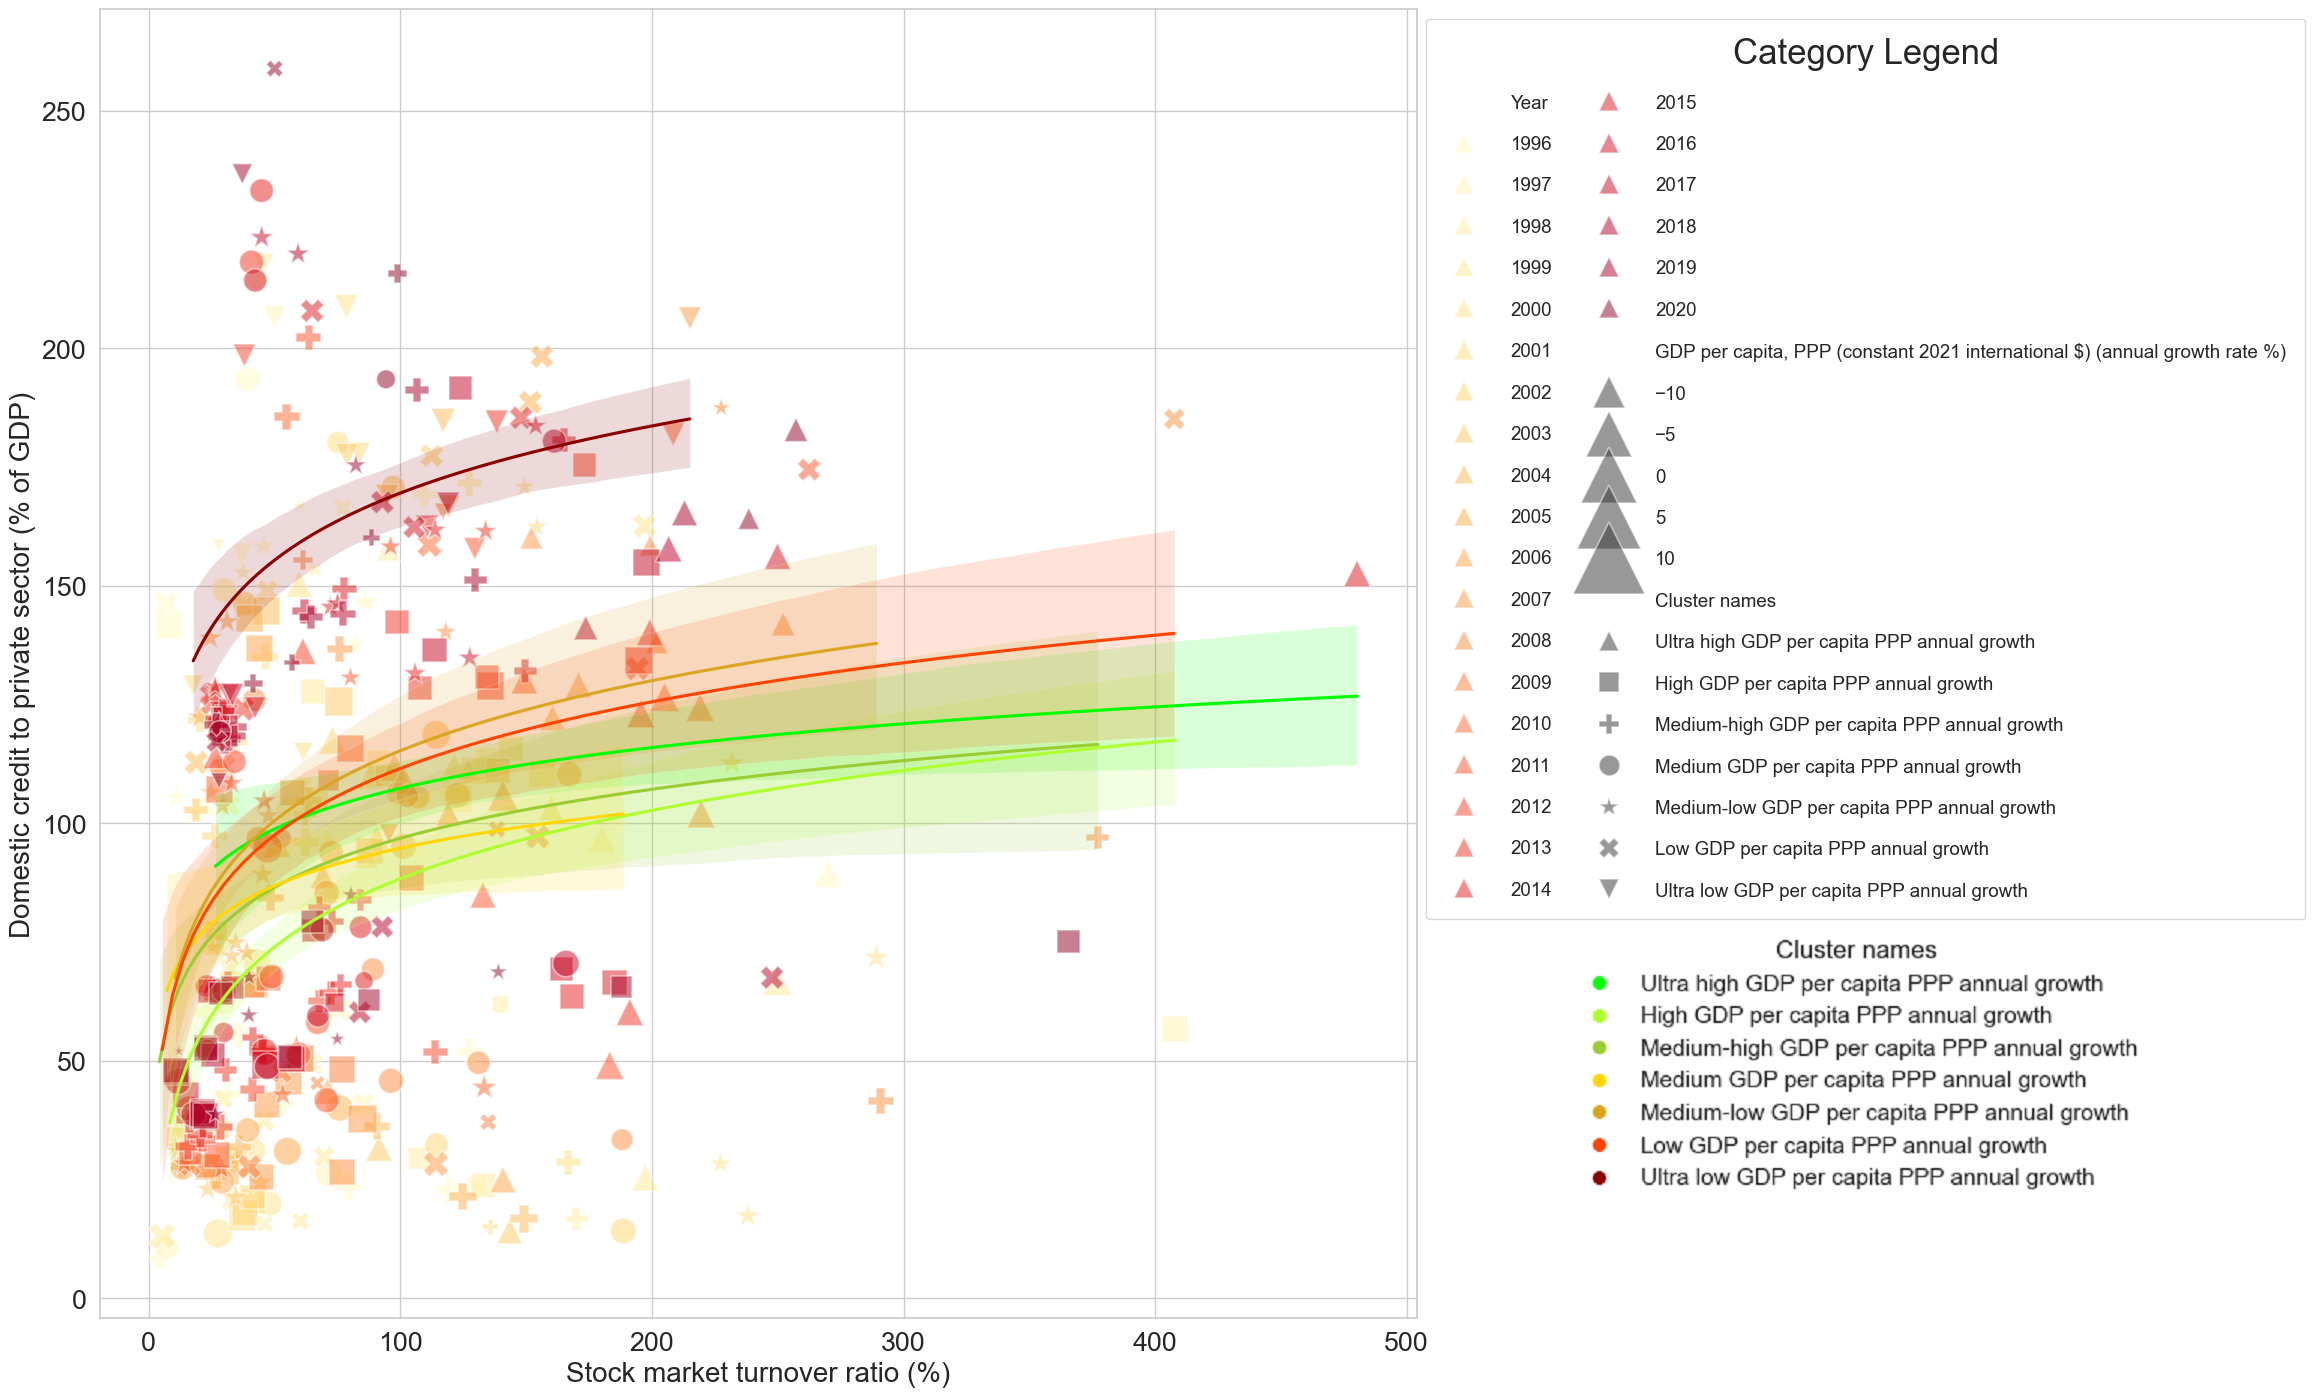 Category Legend
Year
1996
1997
1998
1999
2000
2001
2002
2003
2004
2005
2006
2007
2008
2009
2010
2011
2012
2013
2014
2015
2016
2017
2018
2019
2020
GDP per capita, PPP (constant 2021 international $) (annual growth rate %)
−10
−5
0
5
10
Cluster names
Ultra high GDP per capita PPP annual growth
High GDP per capita PPP annual growth
Medium-high GDP per capita PPP annual growth
Medium GDP per capita PPP annual growth
Medium-low GDP per capita PPP annual growth
Low GDP per capita PPP annual growth
Ultra low GDP per capita PPP annual growth
Cluster names
Ultra high GDP per capita PPP annual growth
High GDP per capita PPP annual growth
Medium-high GDP per capita PPP annual growth
Medium GDP per capita PPP annual growth
Medium-low GDP per capita PPP annual growth
Low GDP per capita PPP annual growth
Ultra low GDP per capita PPP annual growth
Domestic credit to private sector (% of GDP)
250
200
150
100
50
0
0
100
200
300
400
500
Stock market turnover ratio (%)